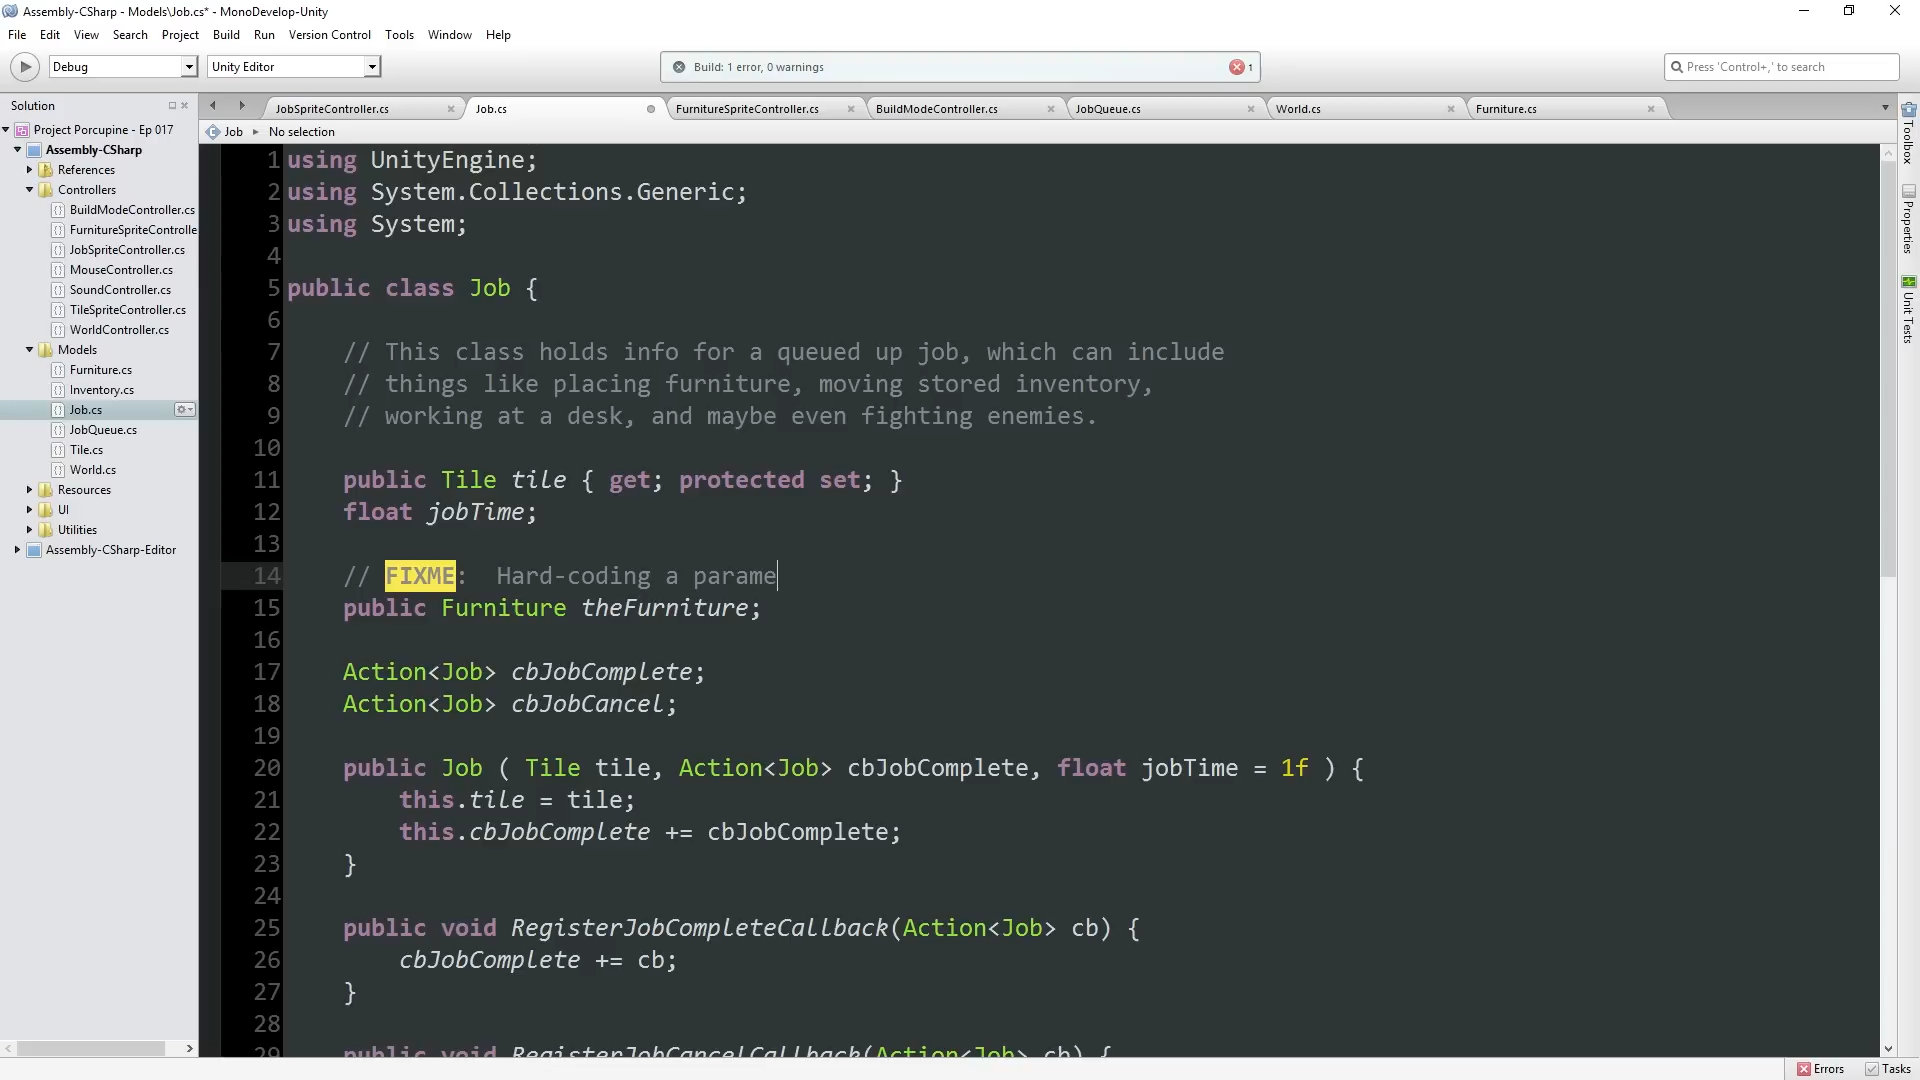 Assembly-CSharp - Models\Job.cs* - MonoDevelop-Unity
File Edit View Search Project Build Run Version Control Tools Window Help
Debug Unity Editor Build: 1 error, 0 warnings 1 Press 'Control+,' to search
Solution
JobSpriteController.cs Job.cs FurnitureSpriteController.cs BuildModeController.cs JobQueue.cs World.cs Furniture.cs
Job No selection
Project Porcupine - Ep 017
Assembly-CSharp
References
Controllers
BuildModeController.cs
FurnitureSpriteControlle
JobSpriteController.cs
MouseController.cs
SoundController.cs
TileSpriteController.cs
WorldController.cs
Models
Furniture.cs
Inventory.cs
Job.cs
JobQueue.cs
Tile.cs
World.cs
Resources
UI
Utilities
Assembly-CSharp-Editor
1 using UnityEngine;
2 using System.Collections.Generic;
3 using System;
4
5 public class Job {
6
7 // This class holds info for a queued up job, which can include
8 // things like placing furniture, moving stored inventory,
9 // working at a desk, and maybe even fighting enemies.
10
11 public Tile tile { get; protected set; }
12 float jobTime;
13
14 // FIXME:  Hard-coding a parame
15 public Furniture theFurniture;
16
17 Action<Job> cbJobComplete;
18 Action<Job> cbJobCancel;
19
20 public Job ( Tile tile, Action<Job> cbJobComplete, float jobTime = 1f ) {
21 this.tile = tile;
22 this.cbJobComplete += cbJobComplete;
23 }
24
25 public void RegisterJobCompleteCallback(Action<Job> cb) {
26 cbJobComplete += cb;
27 }
28
29 public void RegisterJobCancelCallback(Action<Job> cb) {
Toolbox
Properties
Unit Tests
Errors Tasks